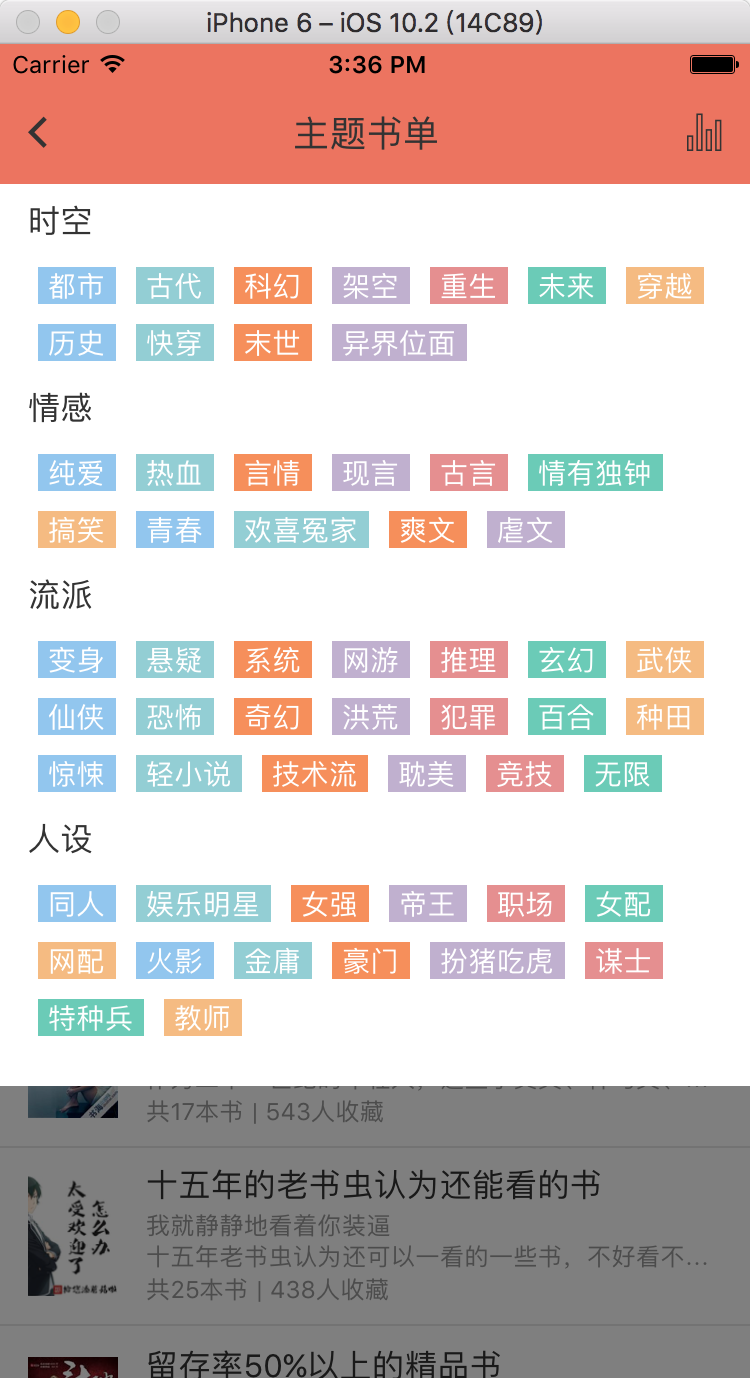 iPhone 6 – iOS 10.2 (14C89)
Carrier 3:36 PM
主题书单
时空
都市 古代 科幻 架空 重生 未来 穿越
历史 快穿 末世 异界位面
情感
纯爱 热血 言情 现言 古言 情有独钟
搞笑 青春 欢喜冤家 爽文 虐文
流派
变身 悬疑 系统 网游 推理 玄幻 武侠
仙侠 恐怖 奇幻 洪荒 犯罪 百合 种田
惊悚 轻小说 技术流 耽美 竞技 无限
人设
同人 娱乐明星 女强 帝王 职场 女配
网配 火影 金庸 豪门 扮猪吃虎 谋士
特种兵 教师
共17本书 | 543人收藏
太受欢迎了
怎么办
十五年的老书虫认为还能看的书
我就静静地看着你装逼
十五年老书虫认为还可以一看的一些书，不好看不...
共25本书 | 438人收藏
留存率50%以上的精品书